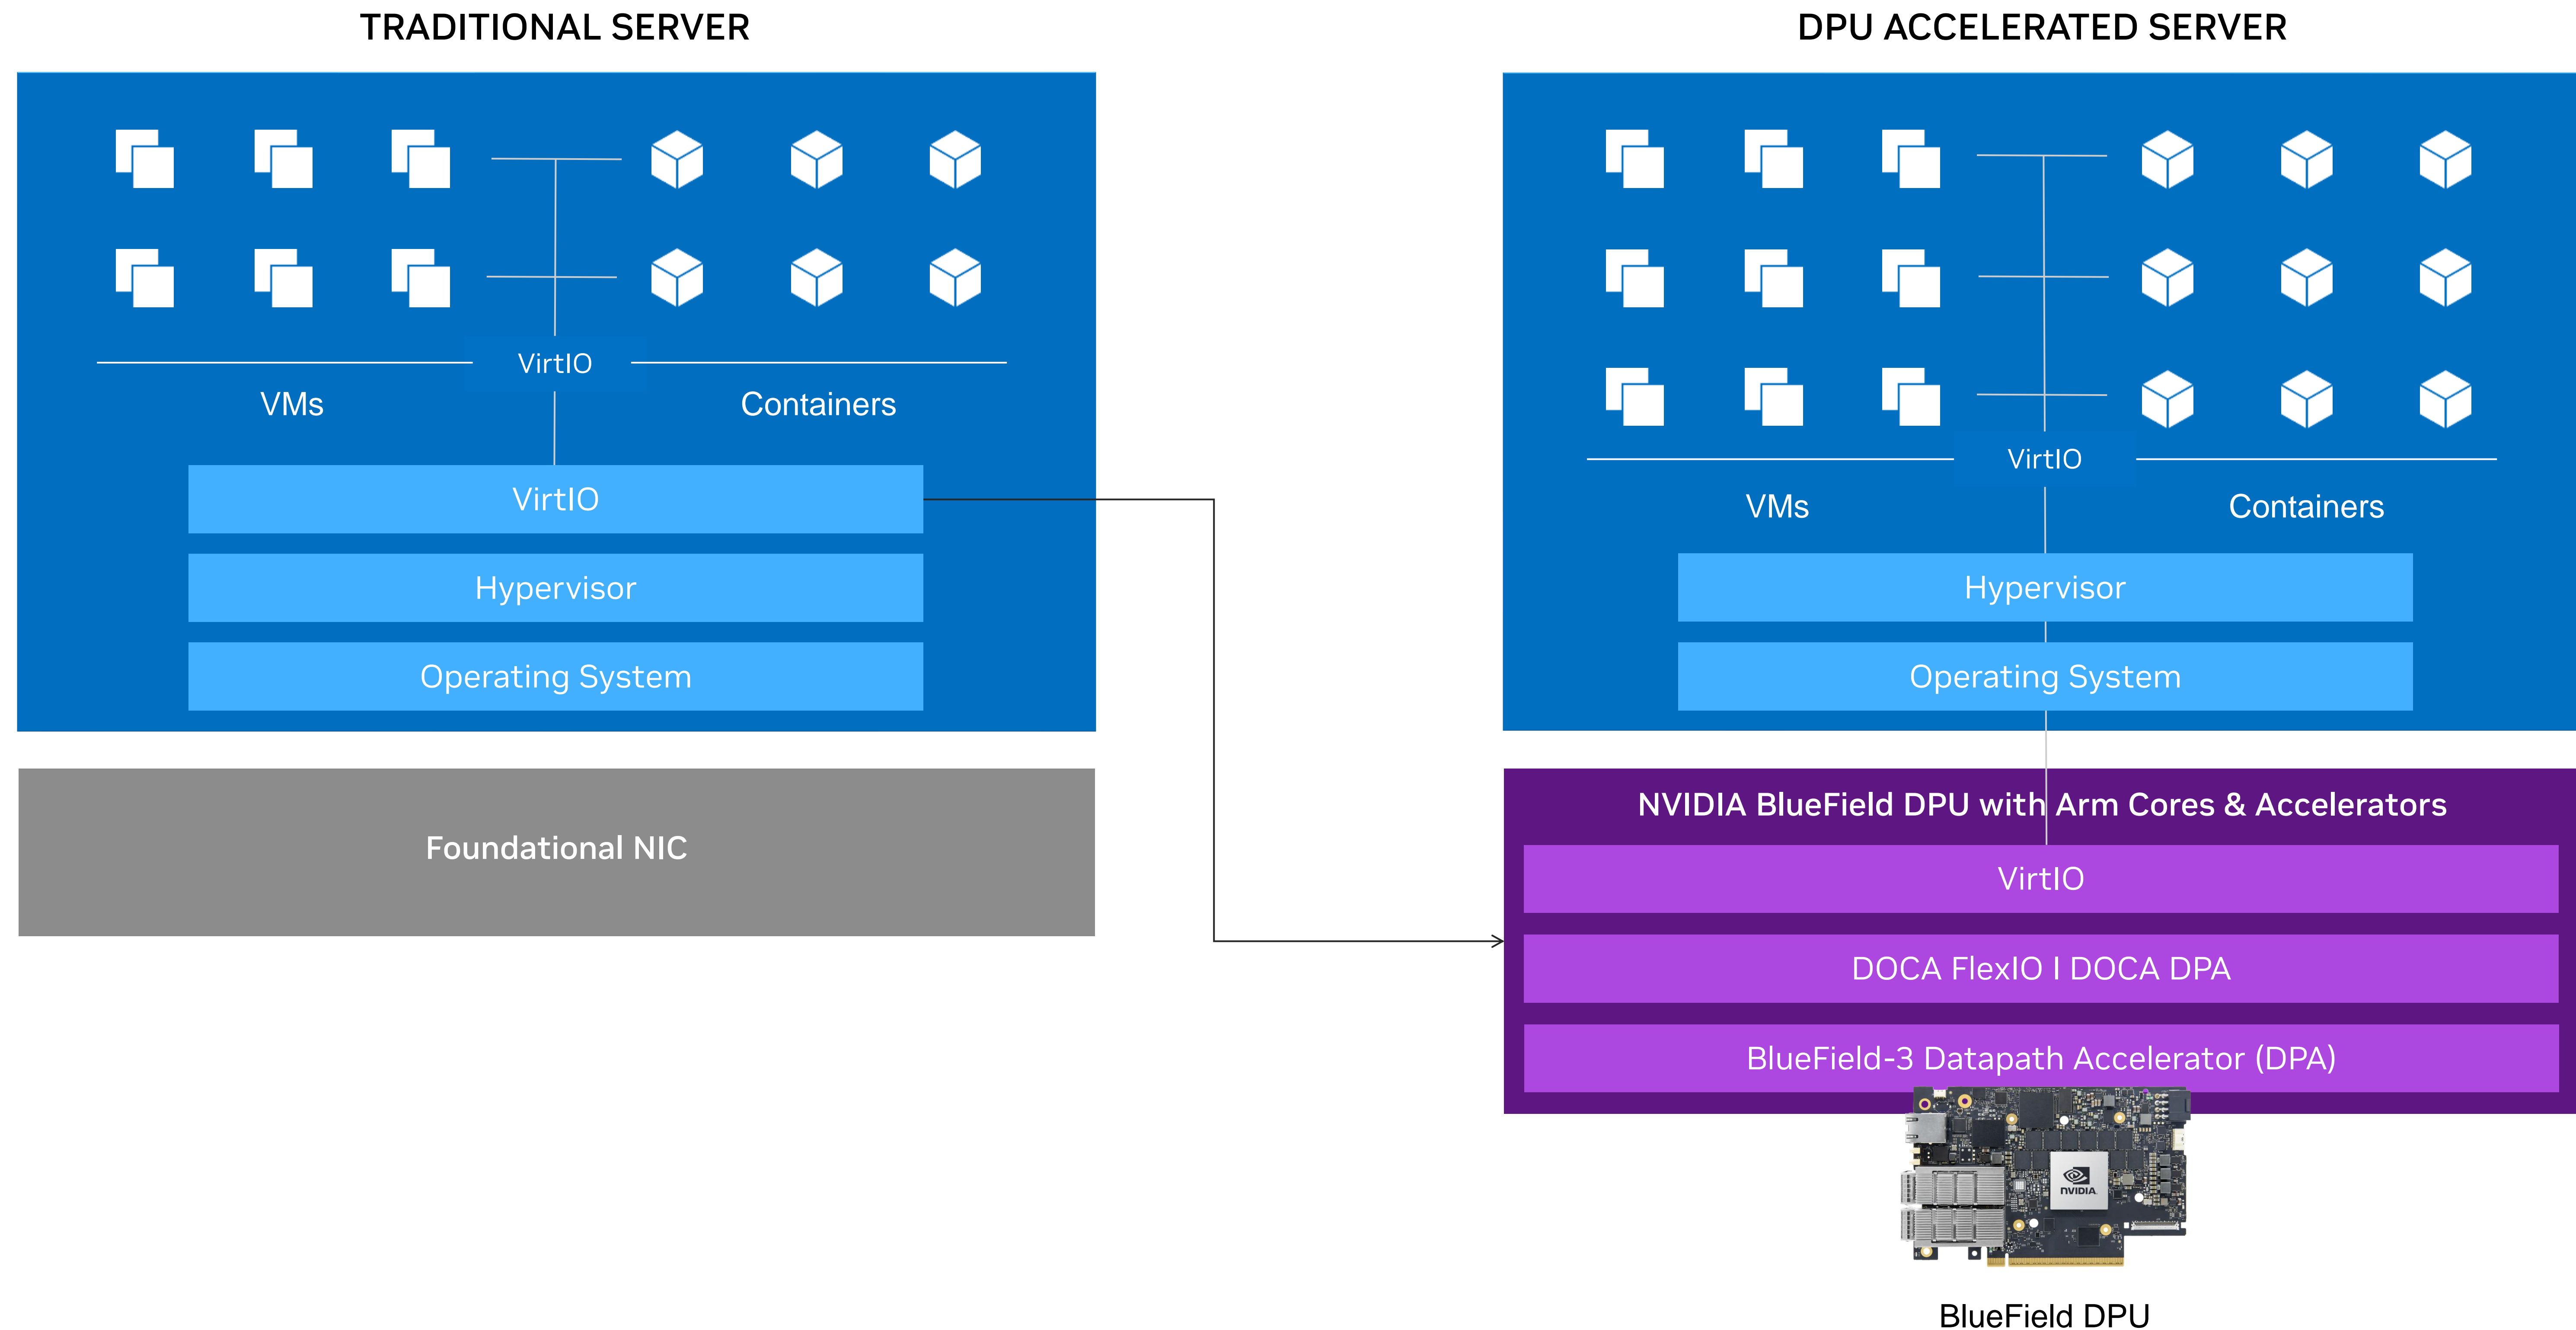 TRADITIONAL SERVER
VirtIO
VMs
Containers
VirtIO
Hypervisor
Operating System
Foundational NIC
DPU ACCELERATED SERVER
VirtIO
VMs
Containers
Hypervisor
Operating System
NVIDIA BlueField DPU with Arm Cores & Accelerators
VirtIO
DOCA FlexIO | DOCA DPA
BlueField-3 Datapath Accelerator (DPA)
NVIDIA
BlueField DPU